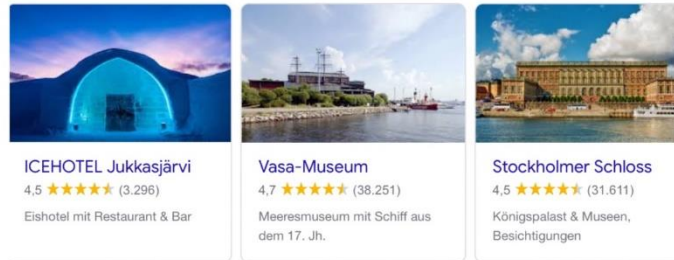 ICEHOTEL Jukkasjärvi
4,5 ★★★★★ (3.296)
Eishotel mit Restaurant & Bar
Vasa-Museum
4,7 ★★★★★ (38.251)
Meeresmuseum mit Schiff aus
dem 17. Jh.
Stockholmer Schloss
4,5 ★★★★★ (31.611)
Königspalast & Museen,
Besichtigungen